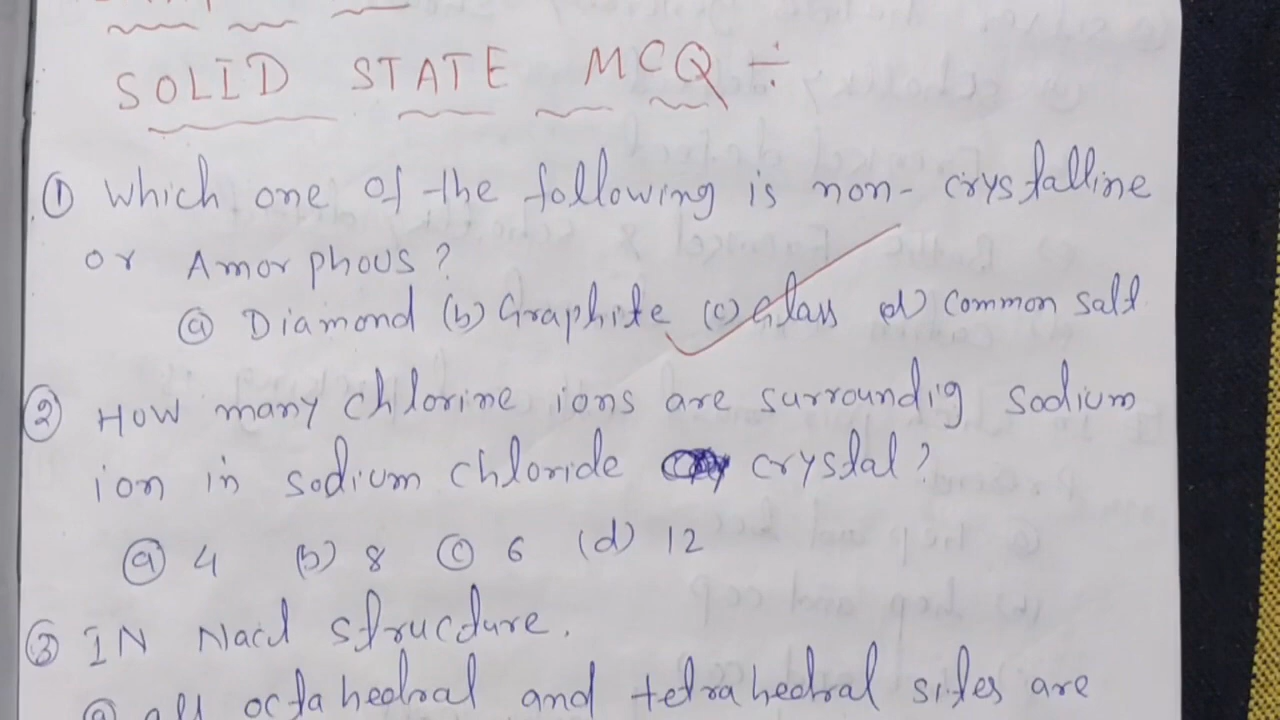 SOLID STATE MCQ ÷
① Which one of the following is non-crystalline
or Amorphous?
ⓐ Diamond (b) Graphite (c) Glass d) Common salt
② How many chlorine ions are surroundig sodium
ion in sodium chloride crystal?
ⓐ 4 (b) 8 ⓒ 6 (d) 12
③ IN Nacl structure.
ⓐ all octahedral and tetrahedral sites are